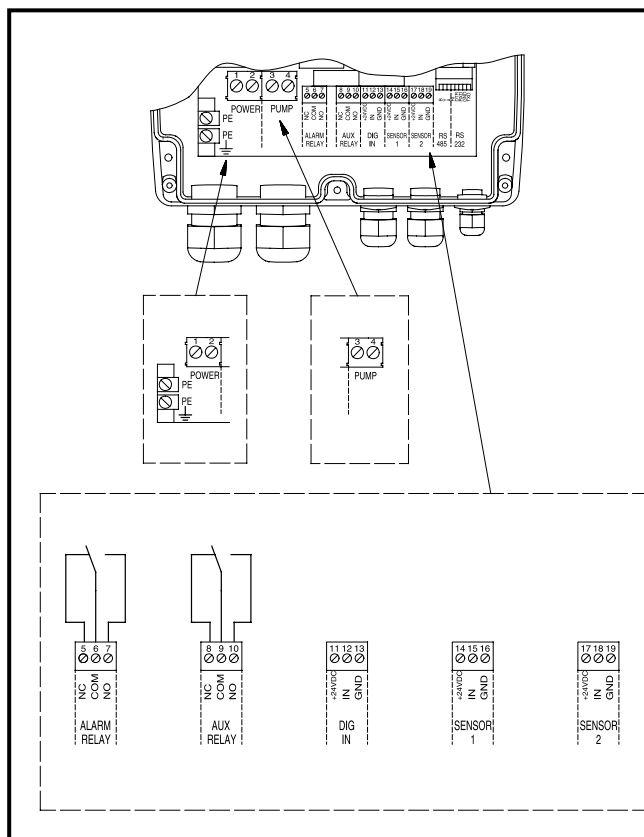 1 2 3 4
POWER PUMP
PE
PE
5 6 7 8 9 10 11 12 13 14 15 16 17 18 19
NC COM NO NC COM NO +24VDC IN GND +24VDC IN GND +24VDC IN GND
ALARM RELAY
AUX RELAY
DIG IN
SENSOR 1
SENSOR 2
RS 485
RS 232
1 2
POWER
PE
PE
3 4
PUMP
5 6 7
NC COM NO
ALARM
RELAY
8 9 10
NC COM NO
AUX
RELAY
11 12 13
+24VDC IN GND
DIG
IN
14 15 16
+24VDC IN GND
SENSOR
1
17 18 19
+24VDC IN GND
SENSOR
2